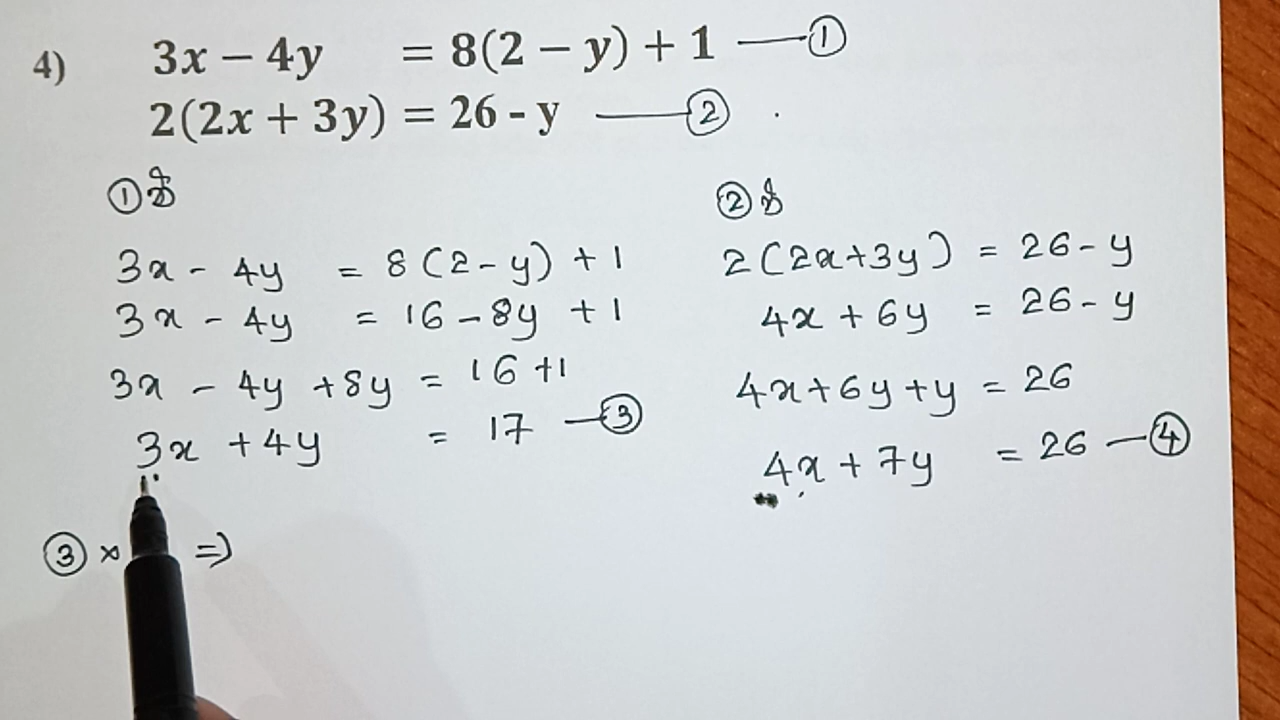 4) 3x – 4y = 8(2 – y) + 1 — ①
2(2x + 3y) = 26 - y — ②
①
3x - 4y = 8(2-y) + 1
3x - 4y = 16 - 8y + 1
3x - 4y + 8y = 16 + 1
3x + 4y = 17 — ③
③ × ⇒
②
2(2x+3y) = 26 - y
4x + 6y = 26 - y
4x + 6y + y = 26
4x + 7y = 26 — ④